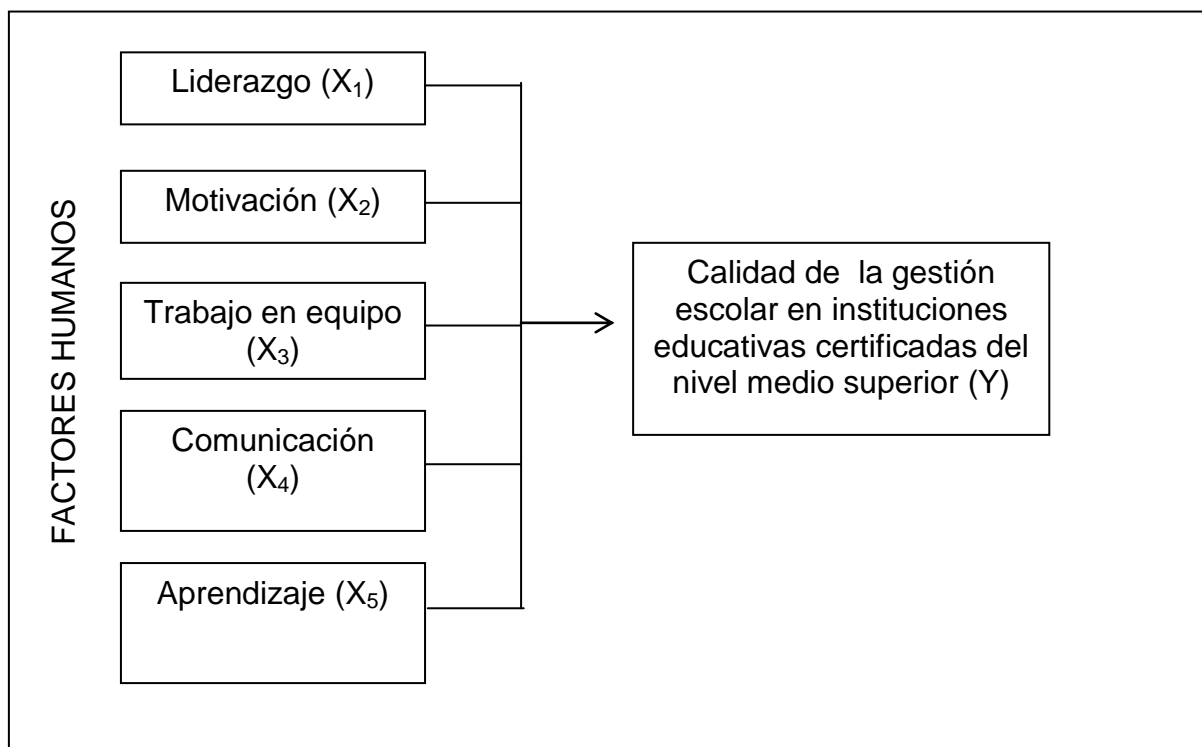 FACTORES HUMANOS
Liderazgo (X₁)
Motivación (X₂)
Trabajo en equipo
(X₃)
Comunicación
(X₄)
Aprendizaje (X₅)
Calidad de  la gestión
escolar en instituciones
educativas certificadas del
nivel medio superior (Y)